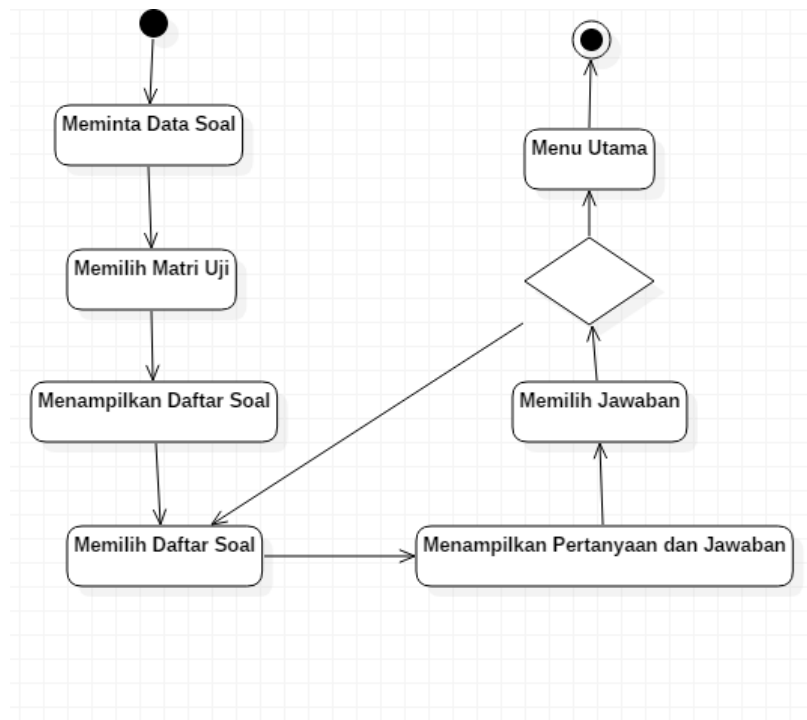 Meminta Data Soal
Memilih Matri Uji
Menampilkan Daftar Soal
Memilih Daftar Soal
Menampilkan Pertanyaan dan Jawaban
Memilih Jawaban
Menu Utama